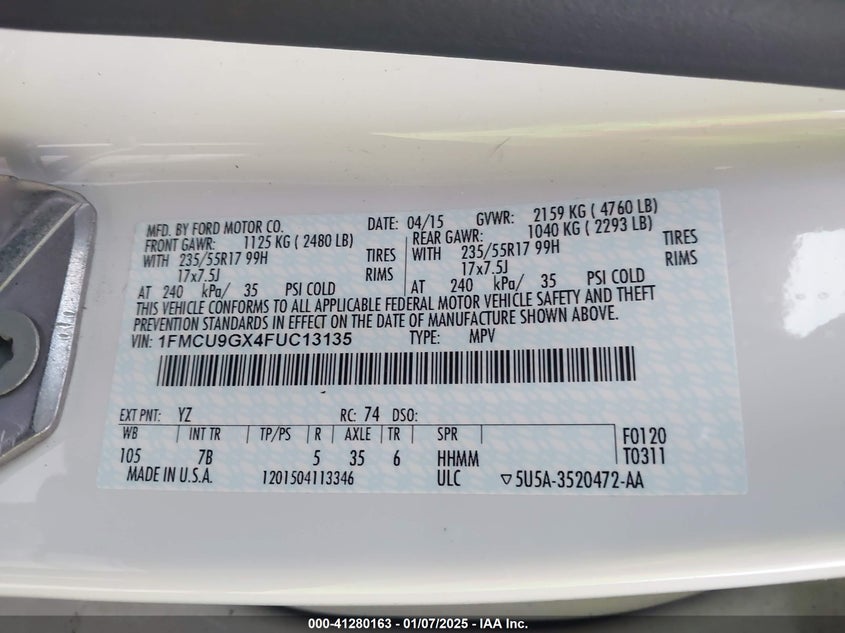 MFD. BY FORD MOTOR CO. DATE: 04/15 GVWR: 2159 KG ( 4760 LB)
FRONT GAWR: 1125 KG ( 2480 LB) REAR GAWR: 1040 KG ( 2293 LB)
WITH 235/55R17 99H TIRES WITH 235/55R17 99H TIRES
17x7.5J RIMS 17x7.5J RIMS
AT 240 kPa/ 35 PSI COLD AT 240 kPa/ 35 PSI COLD
THIS VEHICLE CONFORMS TO ALL APPLICABLE FEDERAL MOTOR VEHICLE SAFETY AND THEFT
PREVENTION STANDARDS IN EFFECT ON THE DATE OF MANUFACTURE SHOWN ABOVE.
VIN: 1FMCU9GX4FUC13135 TYPE: MPV
EXT PNT: YZ RC: 74 DSO:
WB INT TR TP/PS R AXLE TR SPR F0120
105 7B 5 35 6 HHMM T0311
MADE IN U.S.A. 1201504113346 ULC ▽5U5A-3520472-AA
000-41280163 - 01/07/2025 - IAA Inc.